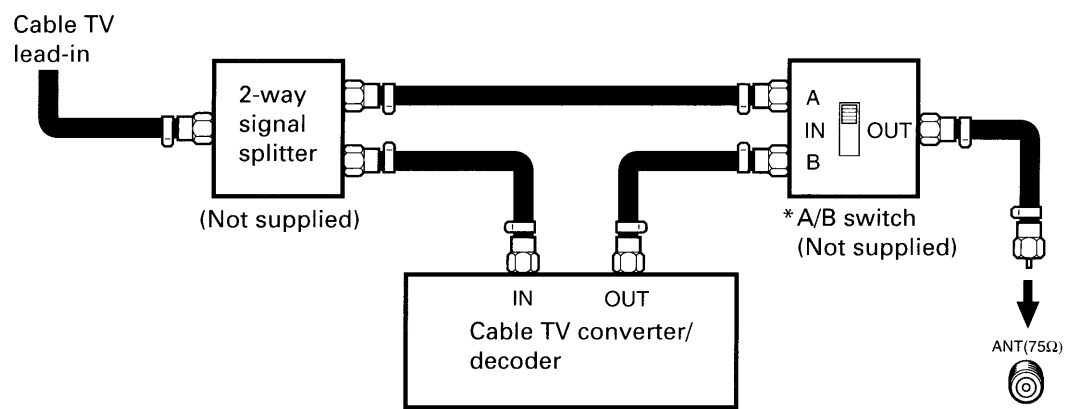 Cable TV
lead-in
2-way
signal
splitter
(Not supplied)
A
IN
OUT
B
*A/B switch
(Not supplied)
IN
OUT
Cable TV converter/
decoder
ANT(75Ω)